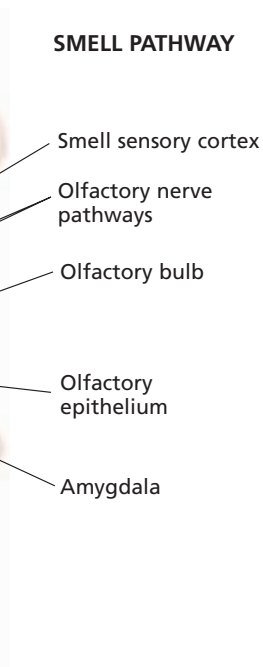 SMELL PATHWAY
Smell sensory cortex
Olfactory nerve
pathways
Olfactory bulb
Olfactory
epithelium
Amygdala